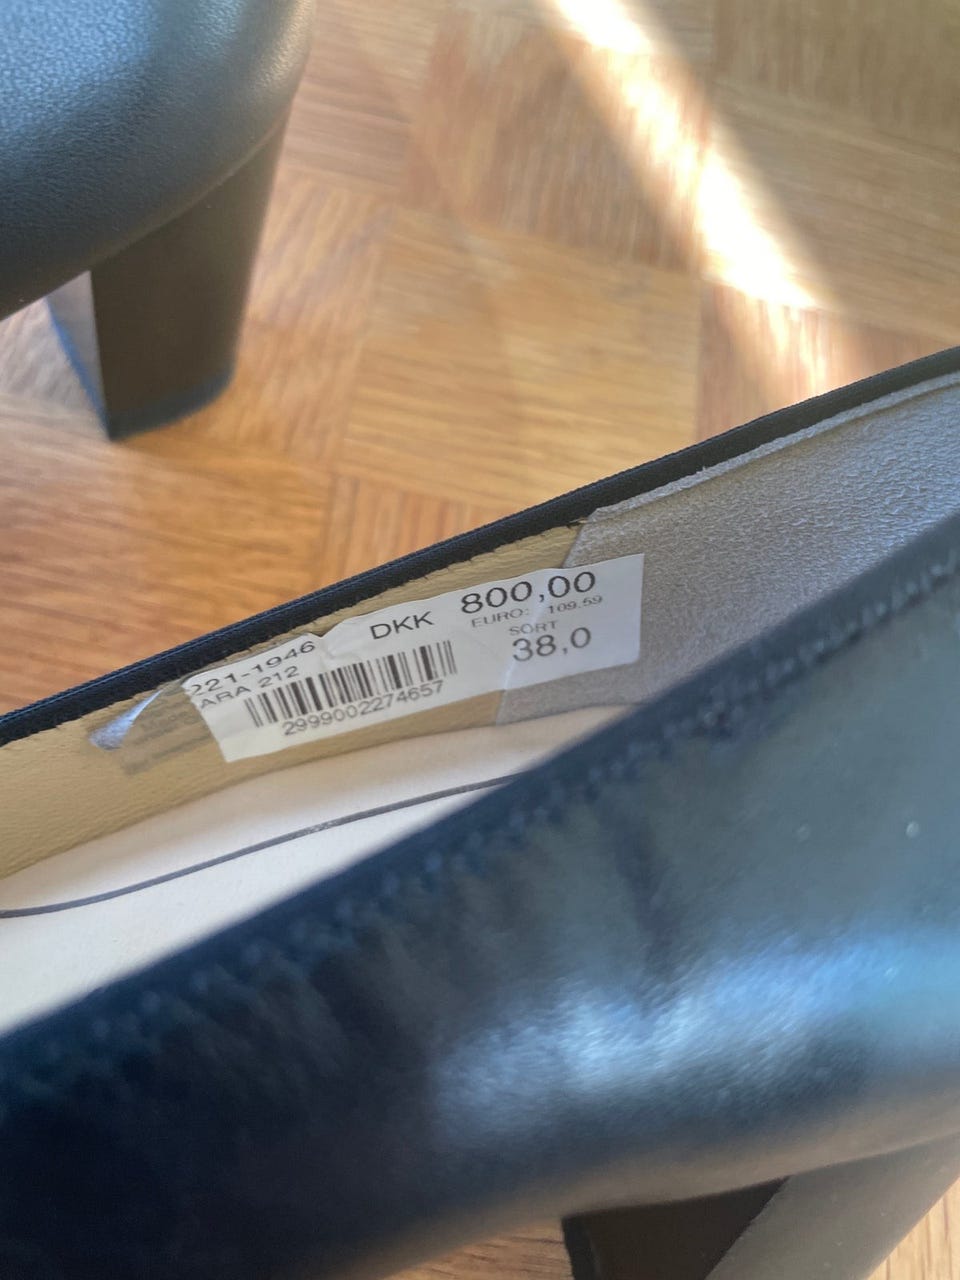 221-1946 DKK 800,00
EURO: 109.59
ARA 212 SORT
38,0
2999002274657